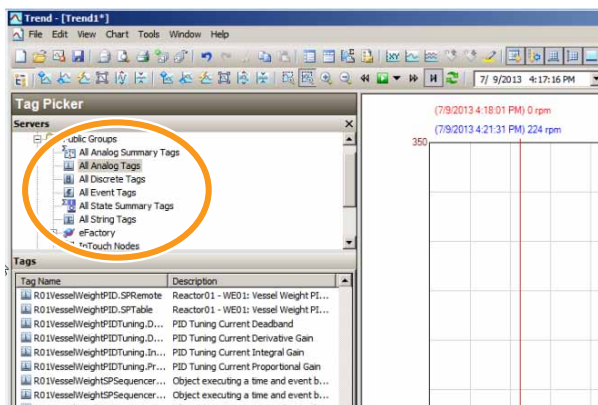 Trend - [Trend1*]
File Edit View Chart Tools Window Help
7/ 9/2013 4:17:16 PM
Tag Picker
Servers
Public Groups
All Analog Summary Tags
All Analog Tags
All Discrete Tags
All Event Tags
All State Summary Tags
All String Tags
eFactory
InTouch Nodes
Tags
Tag Name Description
R01VesselWeightPID.SPRemote Reactor01 - WE01: Vessel Weight PI...
R01VesselWeightPID.SPTable Reactor01 - WE01: Vessel Weight PI...
R01VesselWeightPIDTuning.D... PID Tuning Current Deadband
R01VesselWeightPIDTuning.D... PID Tuning Current Derivative Gain
R01VesselWeightPIDTuning.In... PID Tuning Current Integral Gain
R01VesselWeightPIDTuning.Pr... PID Tuning Current Proportional Gain
R01VesselWeightSPSequencer... Object executing a time and event b...
R01VesselWeightSPSequencer... Object executing a time and event b...
(7/9/2013 4:18:01 PM) 0 rpm
(7/9/2013 4:21:31 PM) 224 rpm
350